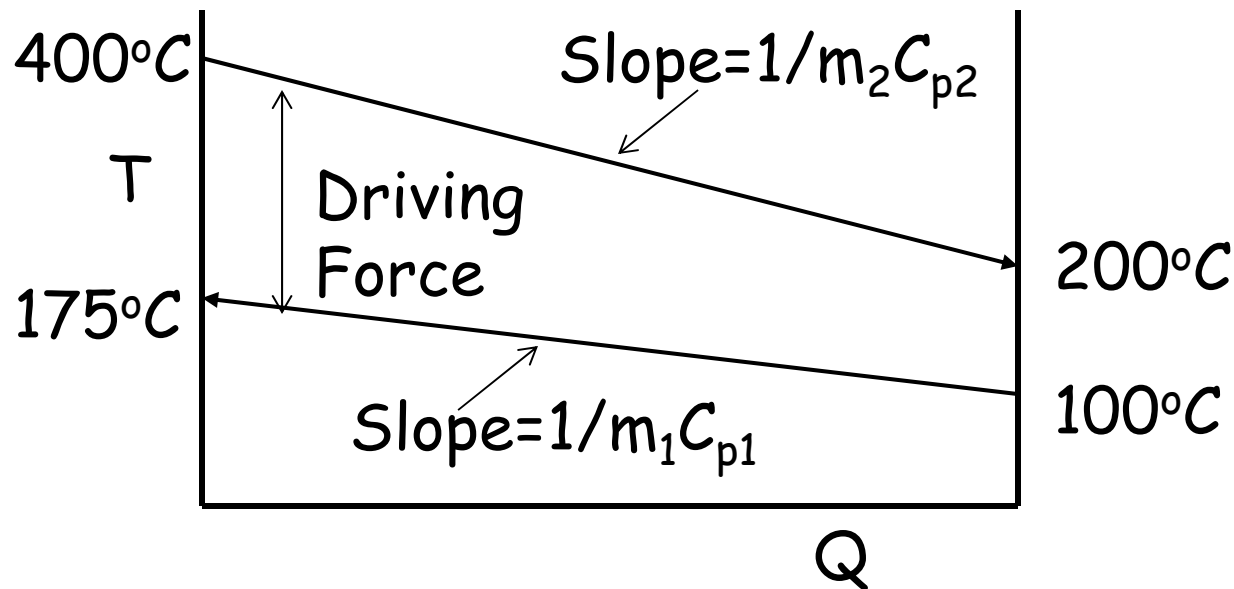 400°C
Slope=1/m₂Cₚ₂
T
Driving
Force
200°C
175°C
100°C
Slope=1/m₁Cₚ₁
Q